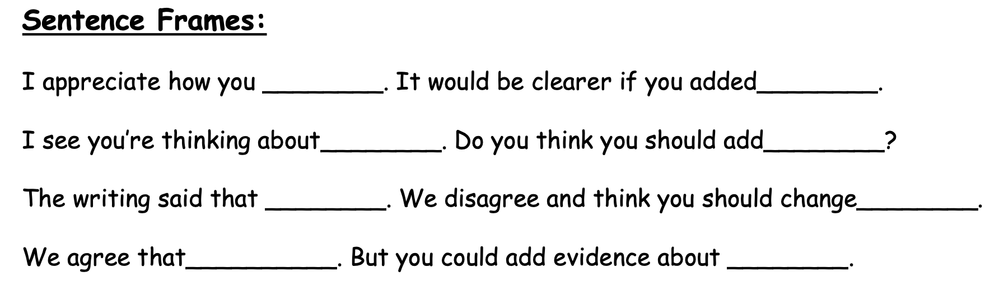 Sentence Frames:
I appreciate how you ________. It would be clearer if you added________.
I see you're thinking about________. Do you think you should add________?
The writing said that ________. We disagree and think you should change________.
We agree that__________. But you could add evidence about ________.